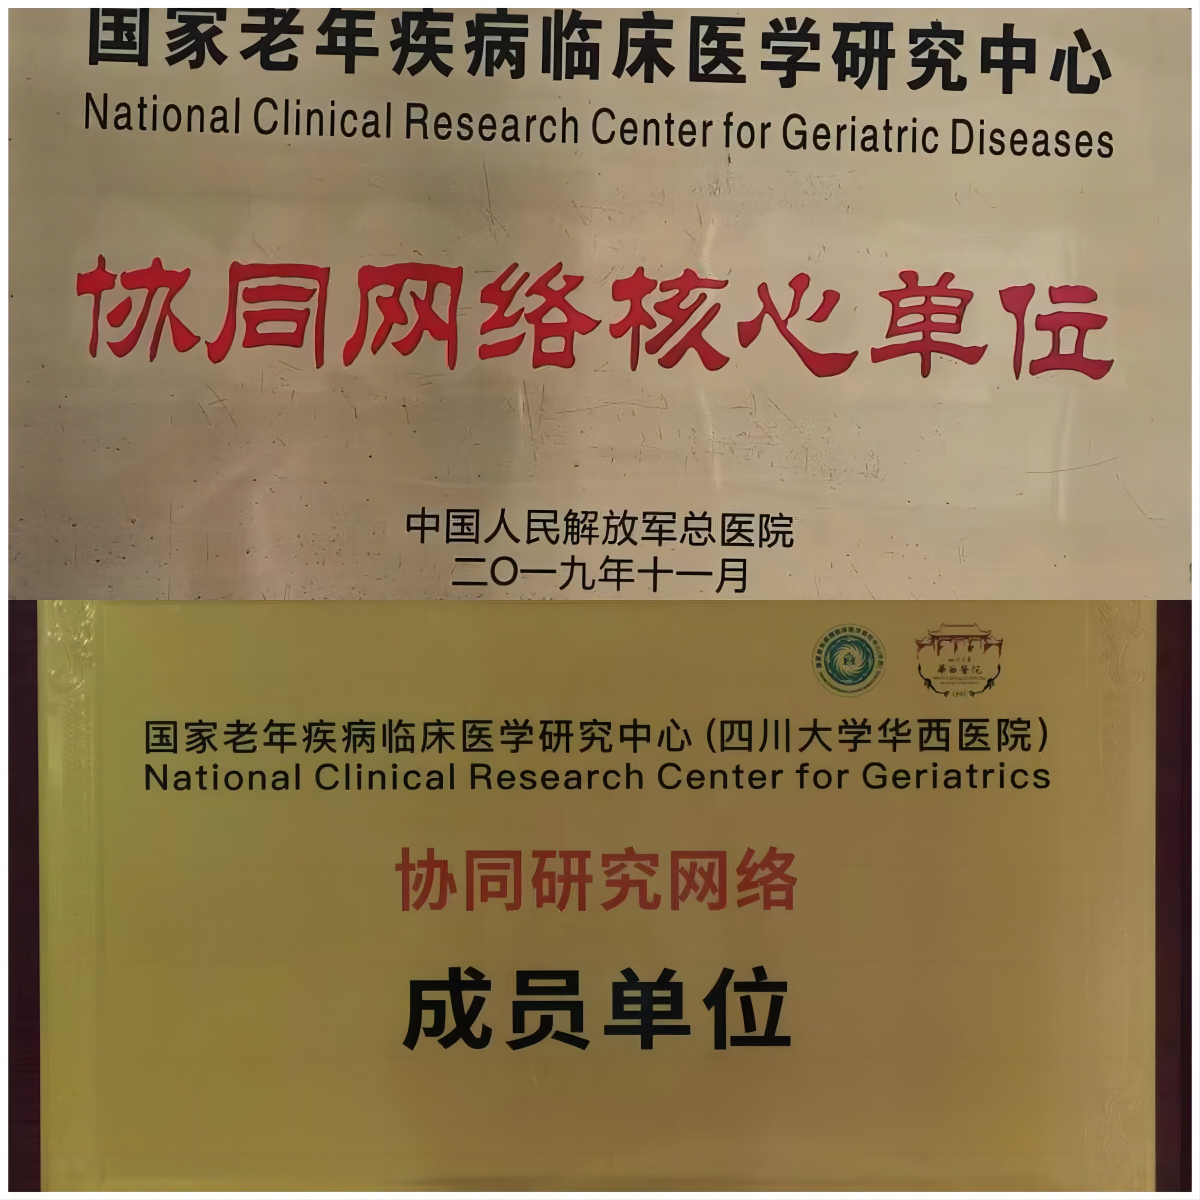 国家老年疾病临床医学研究中心
National Clinical Research Center for Geriatric Diseases
协同网络核心单位
中国人民解放军总医院
二〇一九年十一月
華西醫院
国家老年疾病临床医学研究中心(四川大学华西医院)
National Clinical Research Center for Geriatrics
协同研究网络
成员单位